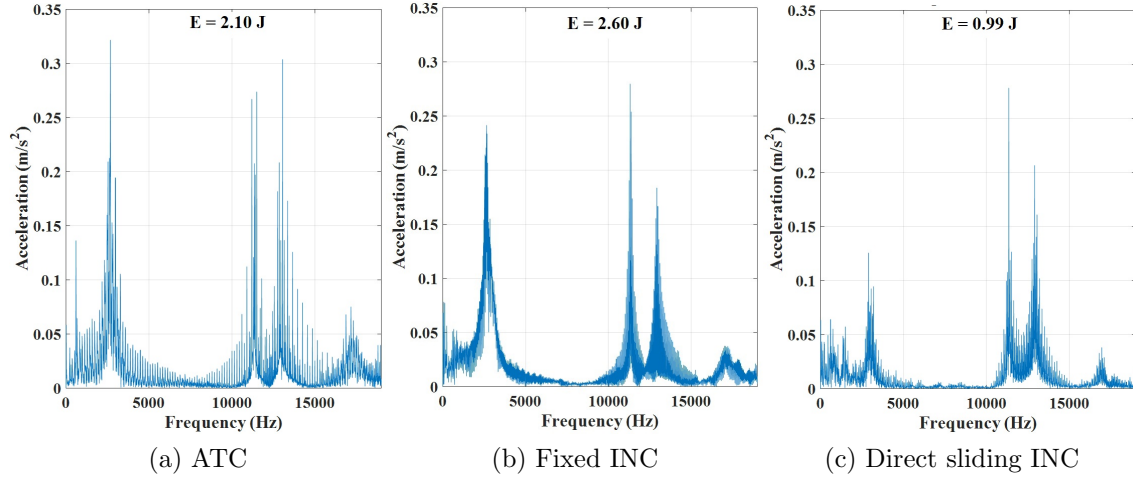 E = 2.10 J
0.35
0.3
0.25
0.2
0.15
0.1
0.05
0
Acceleration (m/s²)
0 5000 10000 15000
Frequency (Hz)
(a) ATC
E = 2.60 J
0.35
0.3
0.25
0.2
0.15
0.1
0.05
0
Acceleration (m/s²)
0 5000 10000 15000
Frequency (Hz)
(b) Fixed INC
E = 0.99 J
0.35
0.3
0.25
0.2
0.15
0.1
0.05
0
Acceleration (m/s²)
0 5000 10000 15000
Frequency (Hz)
(c) Direct sliding INC